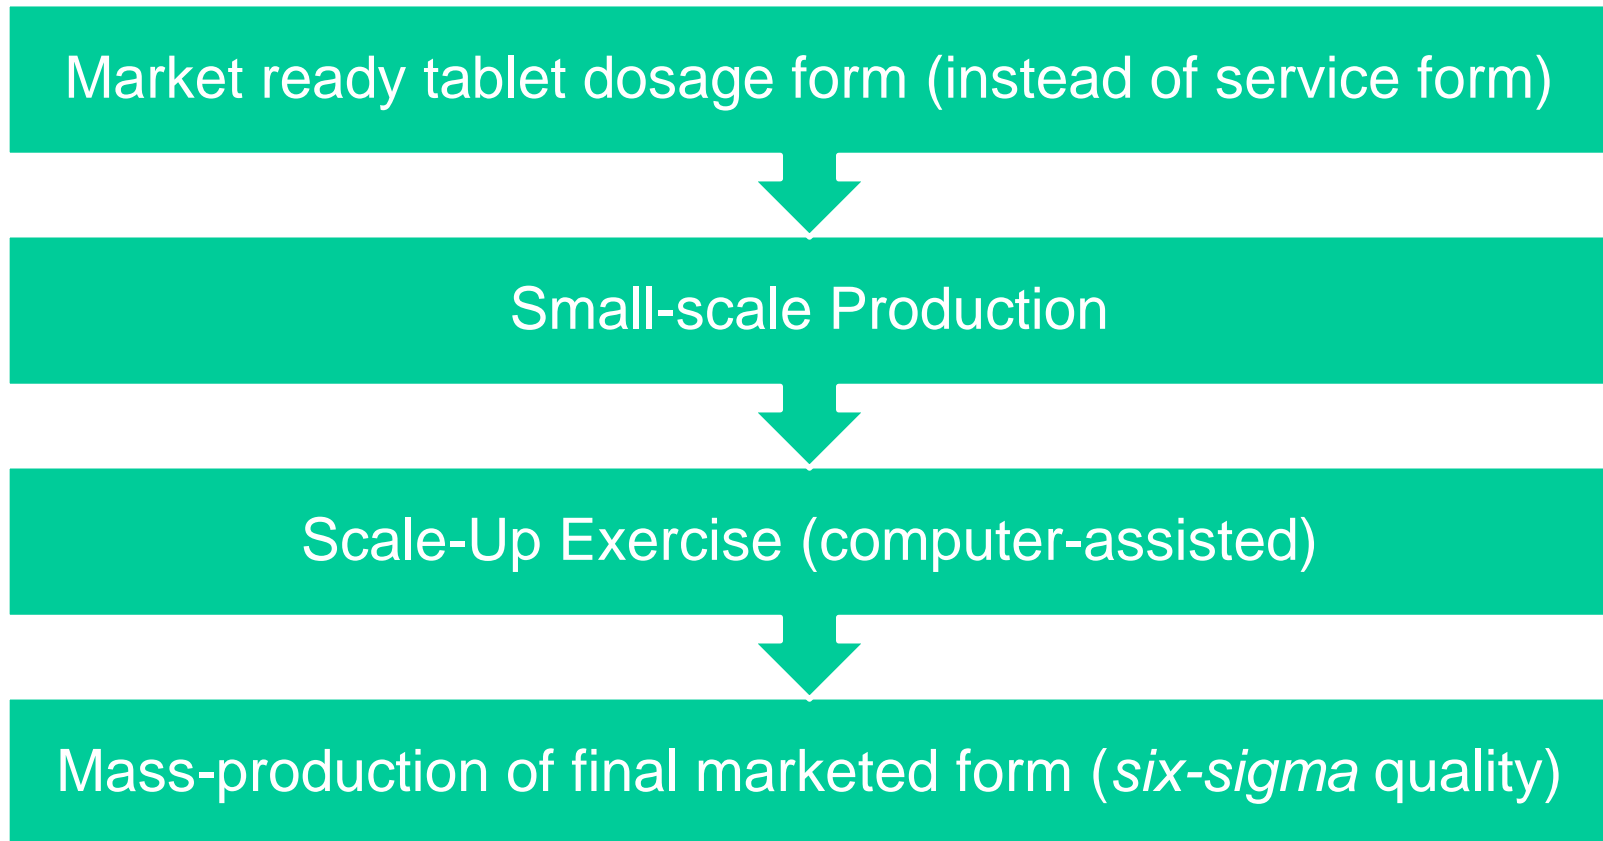 Market ready tablet dosage form (instead of service form)
Small-scale Production
Scale-Up Exercise (computer-assisted)
Mass-production of final marketed form (six-sigma quality)